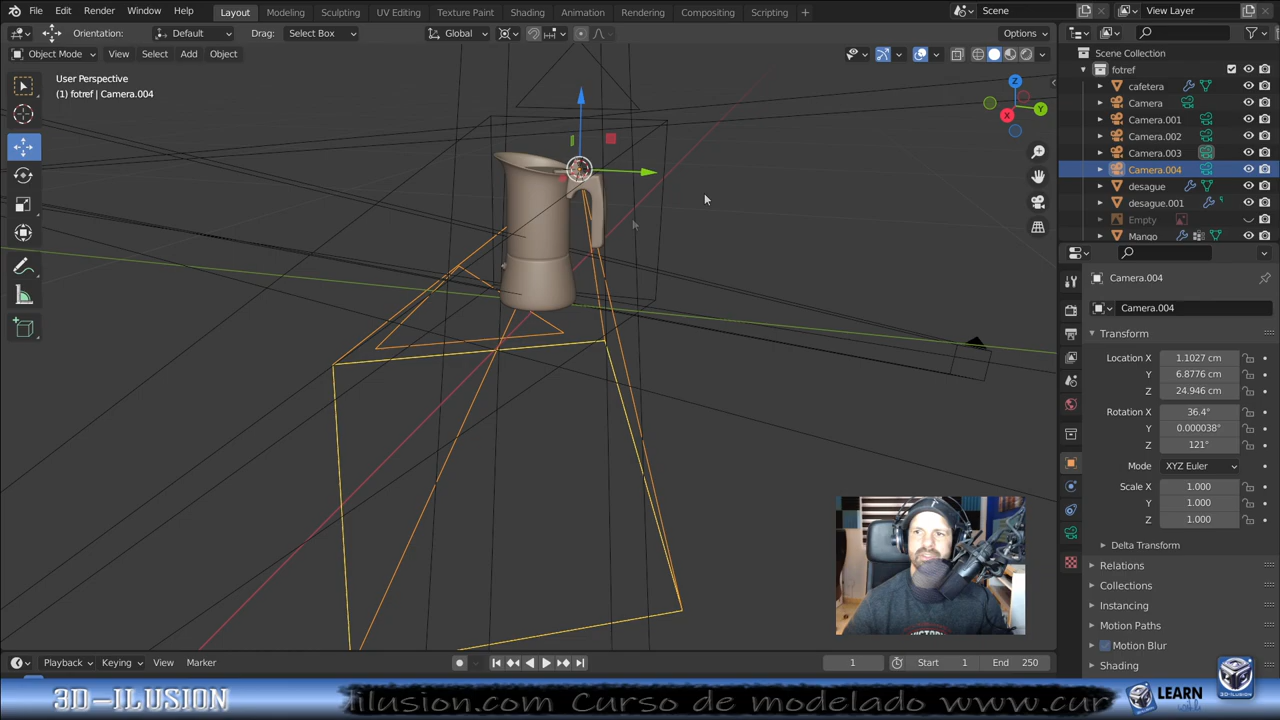 File Edit Render Window Help
Layout Modeling Sculpting UV Editing Texture Paint Shading Animation Rendering Compositing Scripting +
Scene
View Layer
Orientation: Default Drag: Select Box
Global
Options
Object Mode View Select Add Object
User Perspective
(1) fotref | Camera.004
Z
Y
X
Scene Collection
fotref
cafetera
Camera
Camera.001
Camera.002
Camera.003
Camera.004
desague
desague.001
Empty
Mango
Camera.004
Camera.004
Transform
Location X 1.1027 cm
Y 6.8776 cm
Z 24.946 cm
Rotation X 36.4°
Y 0.000038°
Z 121°
Mode XYZ Euler
Scale X 1.000
Y 1.000
Z 1.000
Delta Transform
Relations
Collections
Instancing
Motion Paths
Motion Blur
Shading
Playback Keying View Marker
1 Start 1 End 250
3D-ILUSION
ilusion.com Curso de modelado www.cur
LEARN
3D-ILUSION